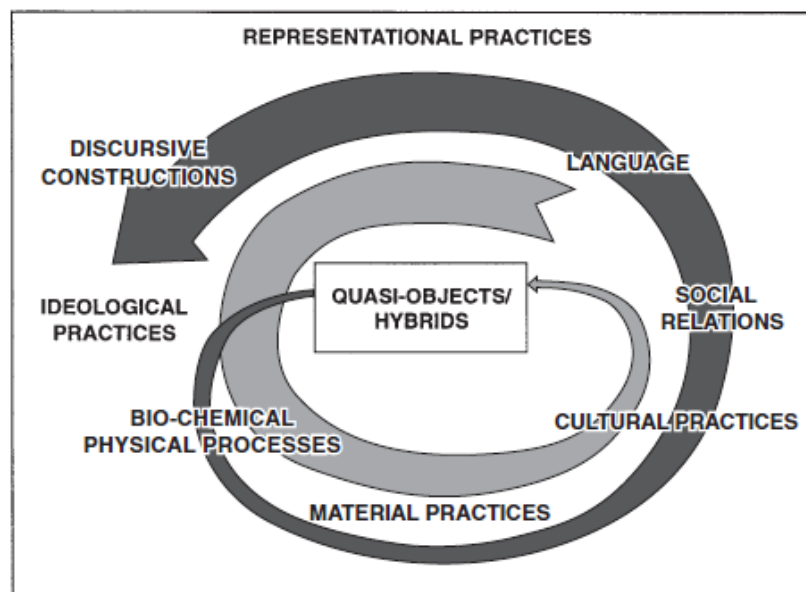 REPRESENTATIONAL PRACTICES
DISCURSIVE
CONSTRUCTIONS
LANGUAGE
QUASI-OBJECTS/
HYBRIDS
IDEOLOGICAL
PRACTICES
SOCIAL
RELATIONS
BIO-CHEMICAL
PHYSICAL PROCESSES
CULTURAL PRACTICES
MATERIAL PRACTICES